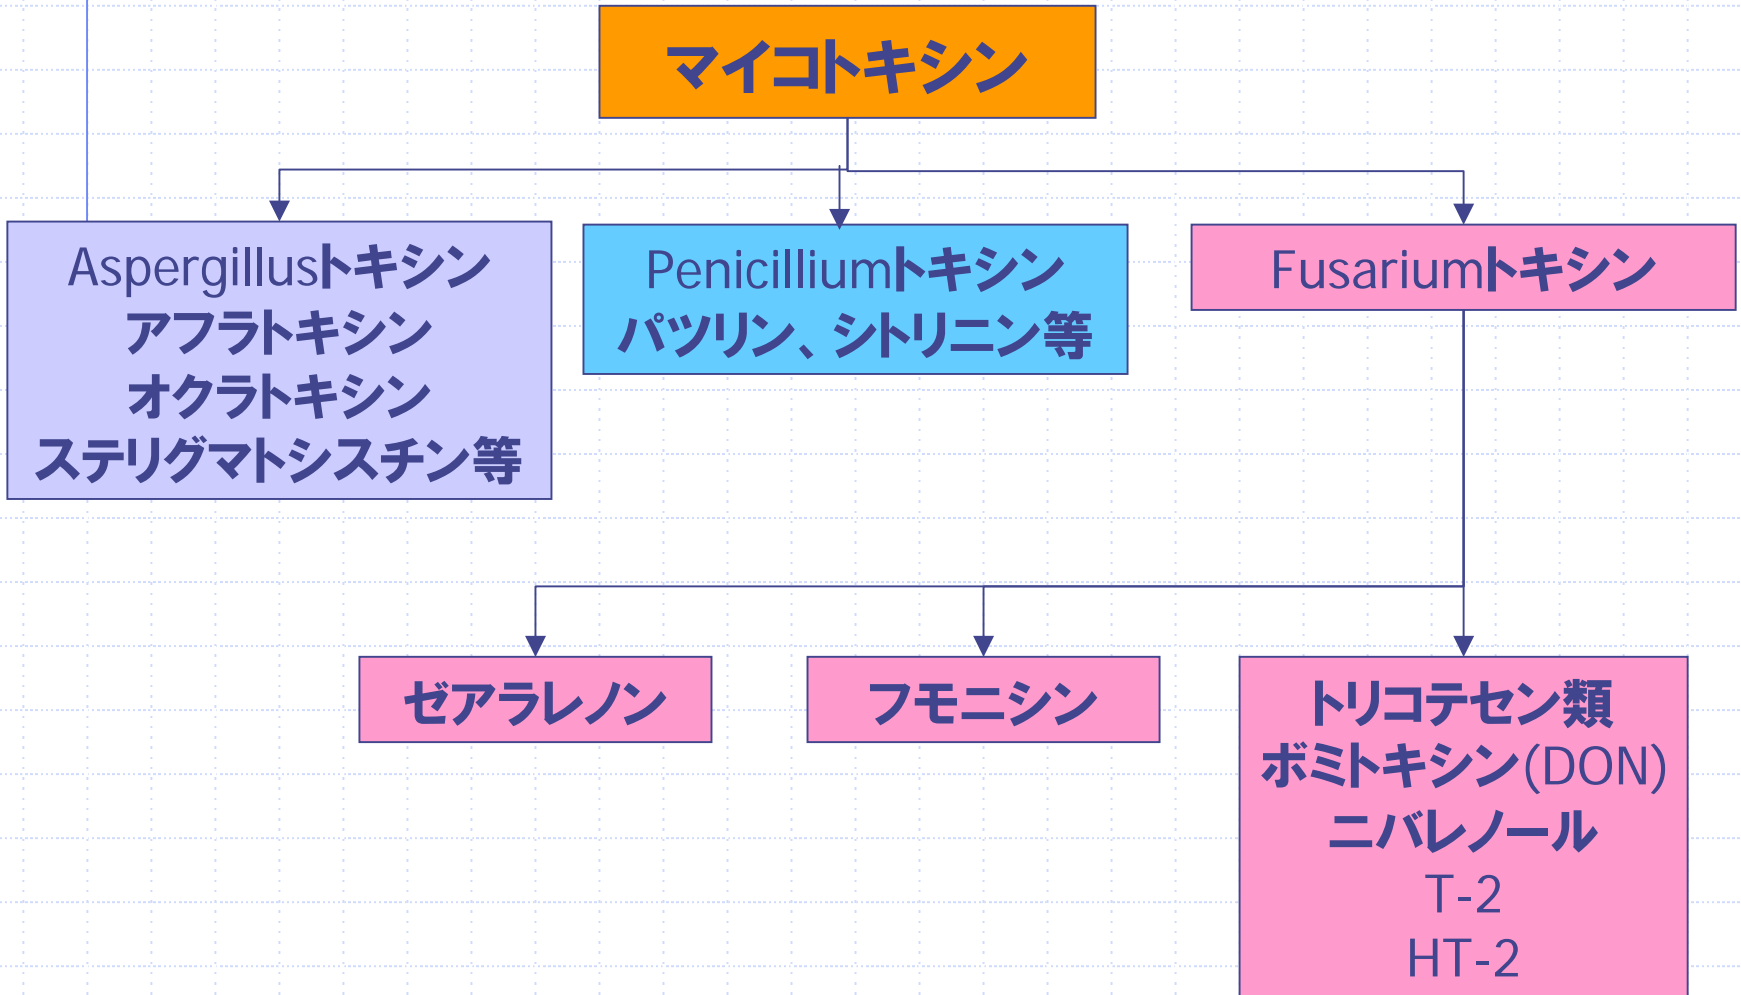 マイコトキシン
Aspergillusトキシン
アフラトキシン
オクラトキシン
ステリグマトシスチン等
Penicilliumトキシン
パツリン、シトリニン等
Fusariumトキシン
ゼアラレノン
フモニシン
トリコテセン類
ボミトキシン(DON)
ニバレノール
T-2
HT-2